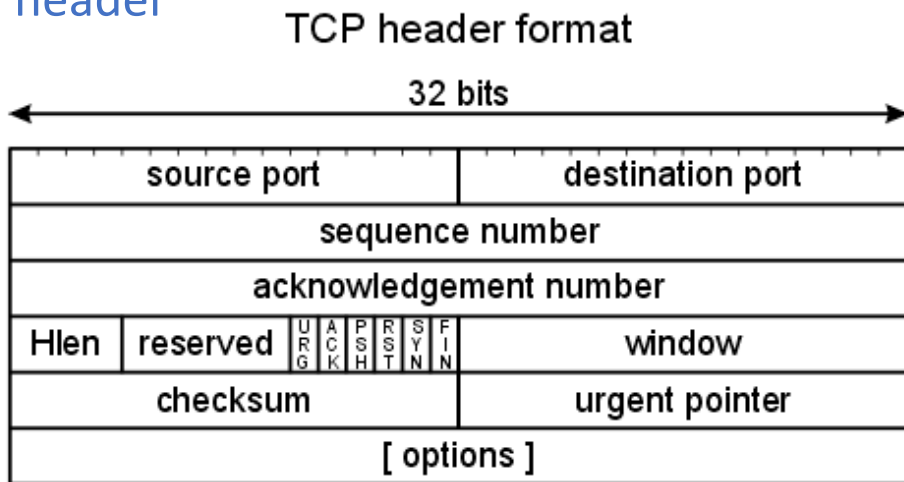 header
TCP header format
32 bits
source port destination port
sequence number
acknowledgement number
Hlen reserved URG ACK PSH RST SYN FIN window
checksum urgent pointer
[ options ]